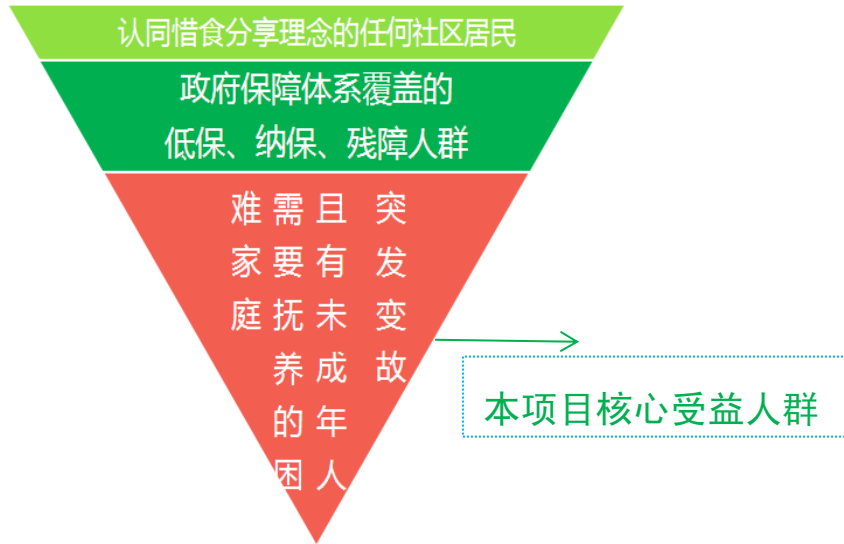 认同惜食分享理念的任何社区居民
政府保障体系覆盖的
低保、纳保、残障人群
突发变故
且有未成年人
需要抚养的困
难家庭
本项目核心受益人群